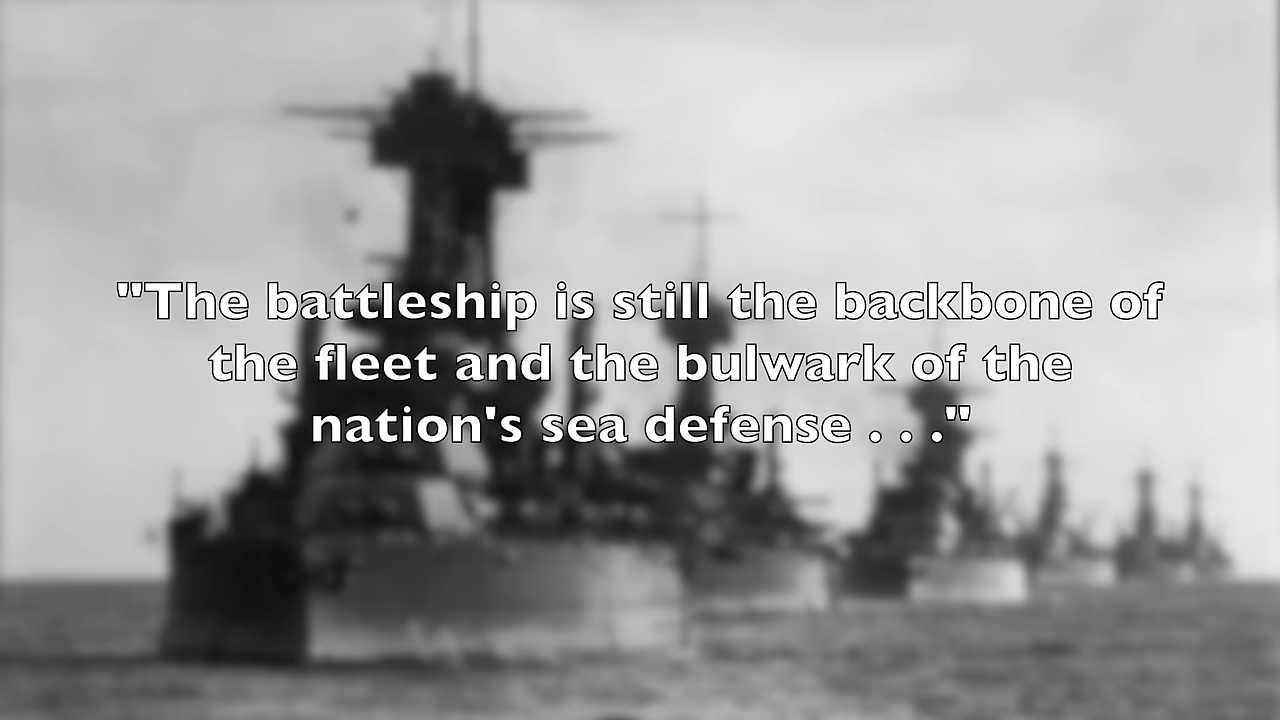 "The battleship is still the backbone of
the fleet and the bulwark of the
nation's sea defense . . ."